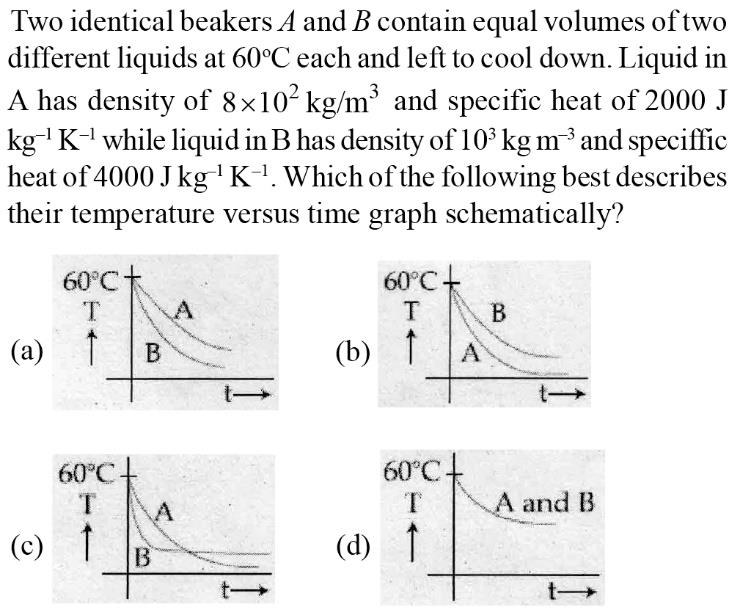 Two identical beakers A and B contain equal volumes of two
different liquids at 60°C each and left to cool down. Liquid in
A has density of 8×10² kg/m³ and specific heat of 2000 J
kg⁻¹ K⁻¹ while liquid in B has density of 10³ kg m⁻³ and speciffic
heat of 4000 J kg⁻¹ K⁻¹. Which of the following best describes
their temperature versus time graph schematically?
(a)
60°C
T
A
B
t
(b)
60°C
T
B
A
t
(c)
60°C
T
A
B
t
(d)
60°C
T
A and B
t